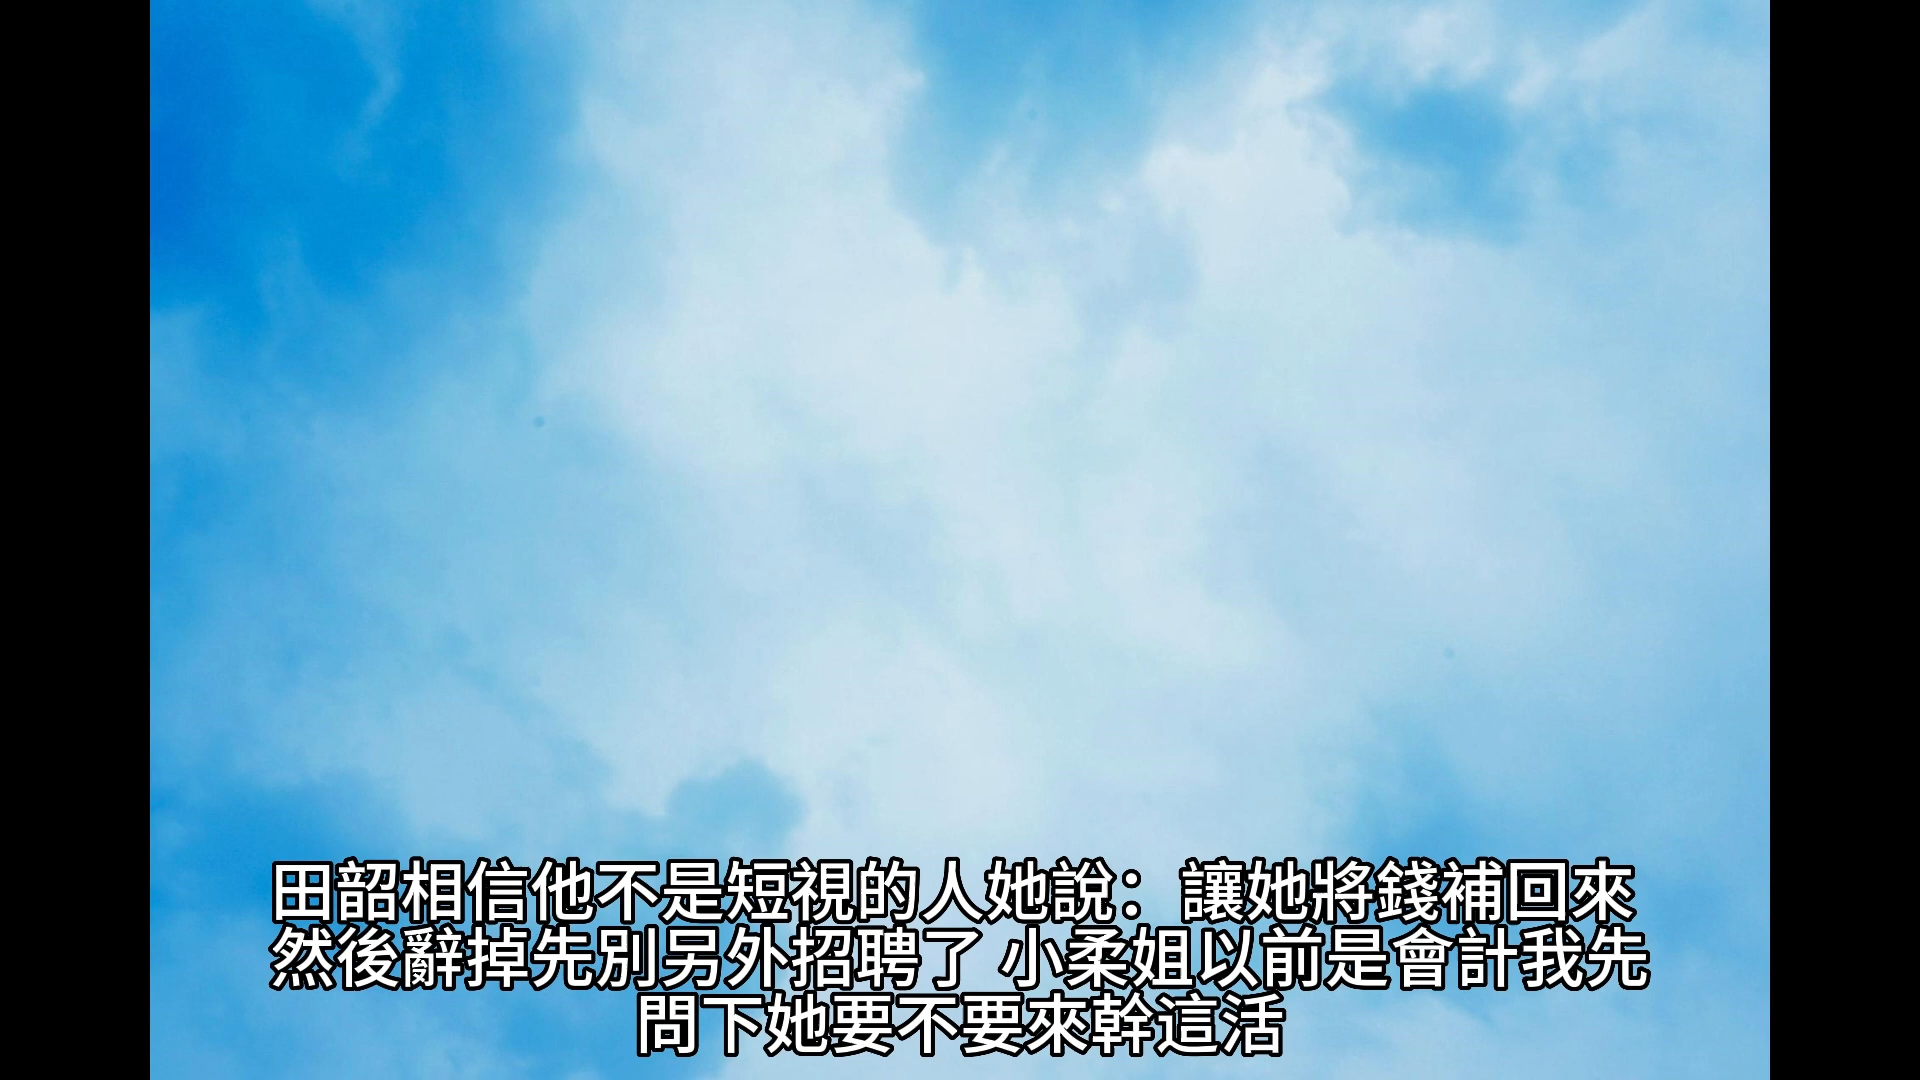 田韶相信他不是短視的人她說：讓她將錢補回來
然後辭掉先別另外招聘了 小柔姐以前是會計我先
問下她要不要來幹這活